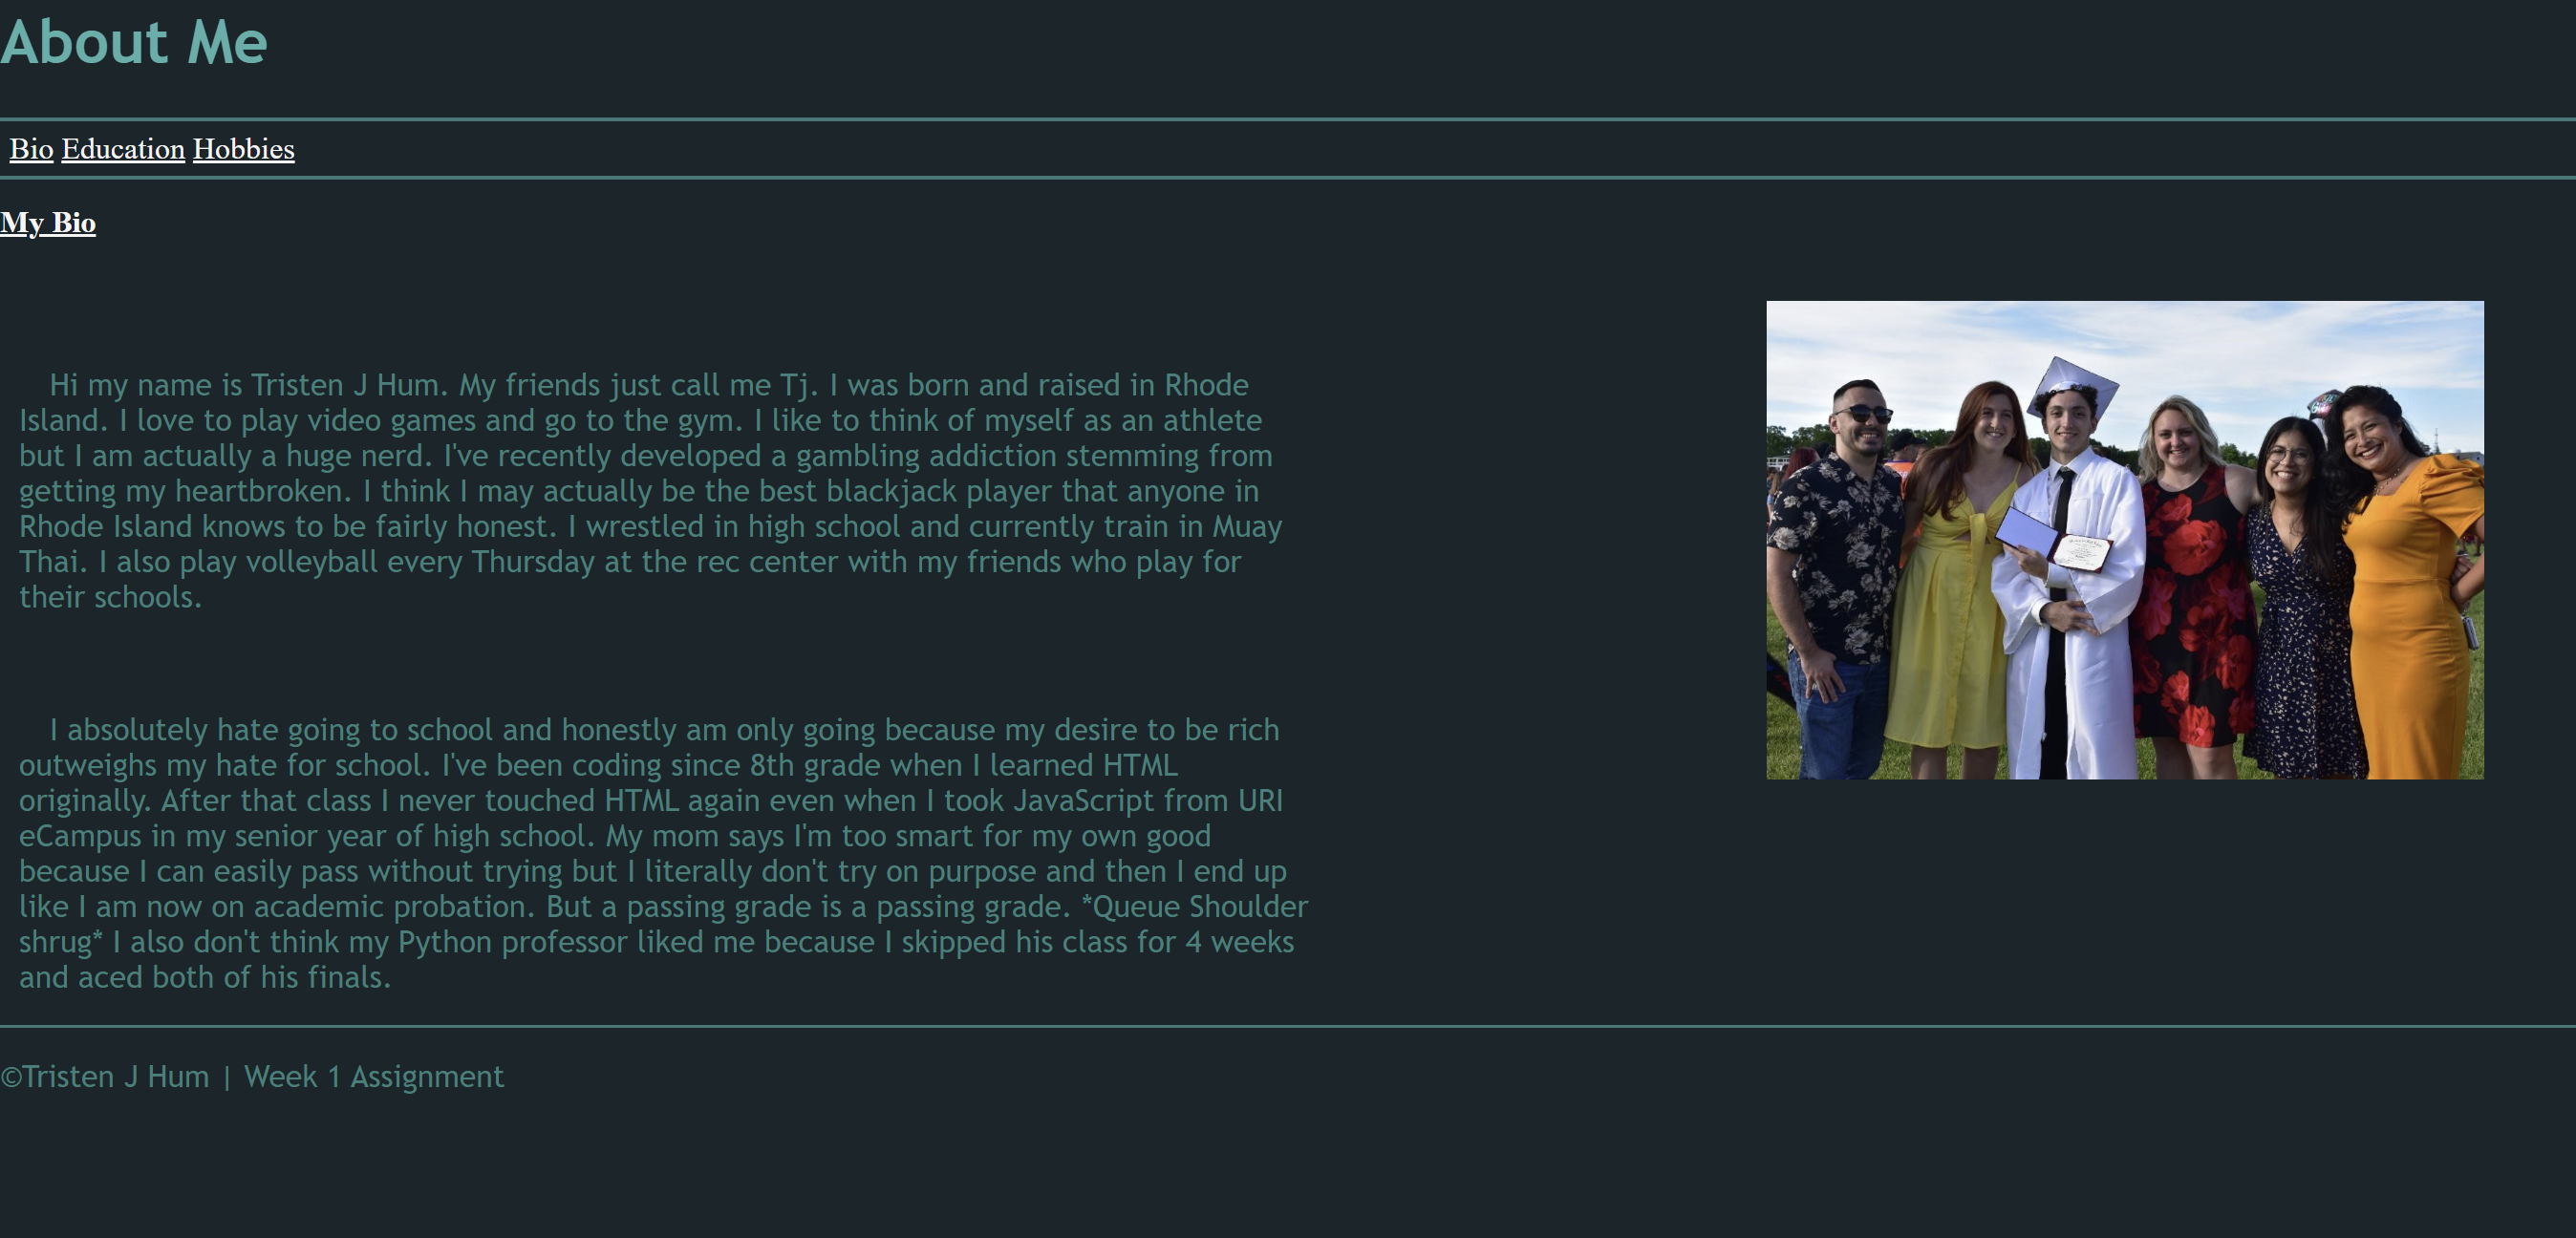 About Me
Bio Education Hobbies
My Bio
Hi my name is Tristen J Hum. My friends just call me Tj. I was born and raised in Rhode
Island. I love to play video games and go to the gym. I like to think of myself as an athlete
but I am actually a huge nerd. I've recently developed a gambling addiction stemming from
getting my heartbroken. I think I may actually be the best blackjack player that anyone in
Rhode Island knows to be fairly honest. I wrestled in high school and currently train in Muay
Thai. I also play volleyball every Thursday at the rec center with my friends who play for
their schools.
I absolutely hate going to school and honestly am only going because my desire to be rich
outweighs my hate for school. I've been coding since 8th grade when I learned HTML
originally. After that class I never touched HTML again even when I took JavaScript from URI
eCampus in my senior year of high school. My mom says I'm too smart for my own good
because I can easily pass without trying but I literally don't try on purpose and then I end up
like I am now on academic probation. But a passing grade is a passing grade. *Queue Shoulder
shrug* I also don't think my Python professor liked me because I skipped his class for 4 weeks
and aced both of his finals.
©Tristen J Hum | Week 1 Assignment